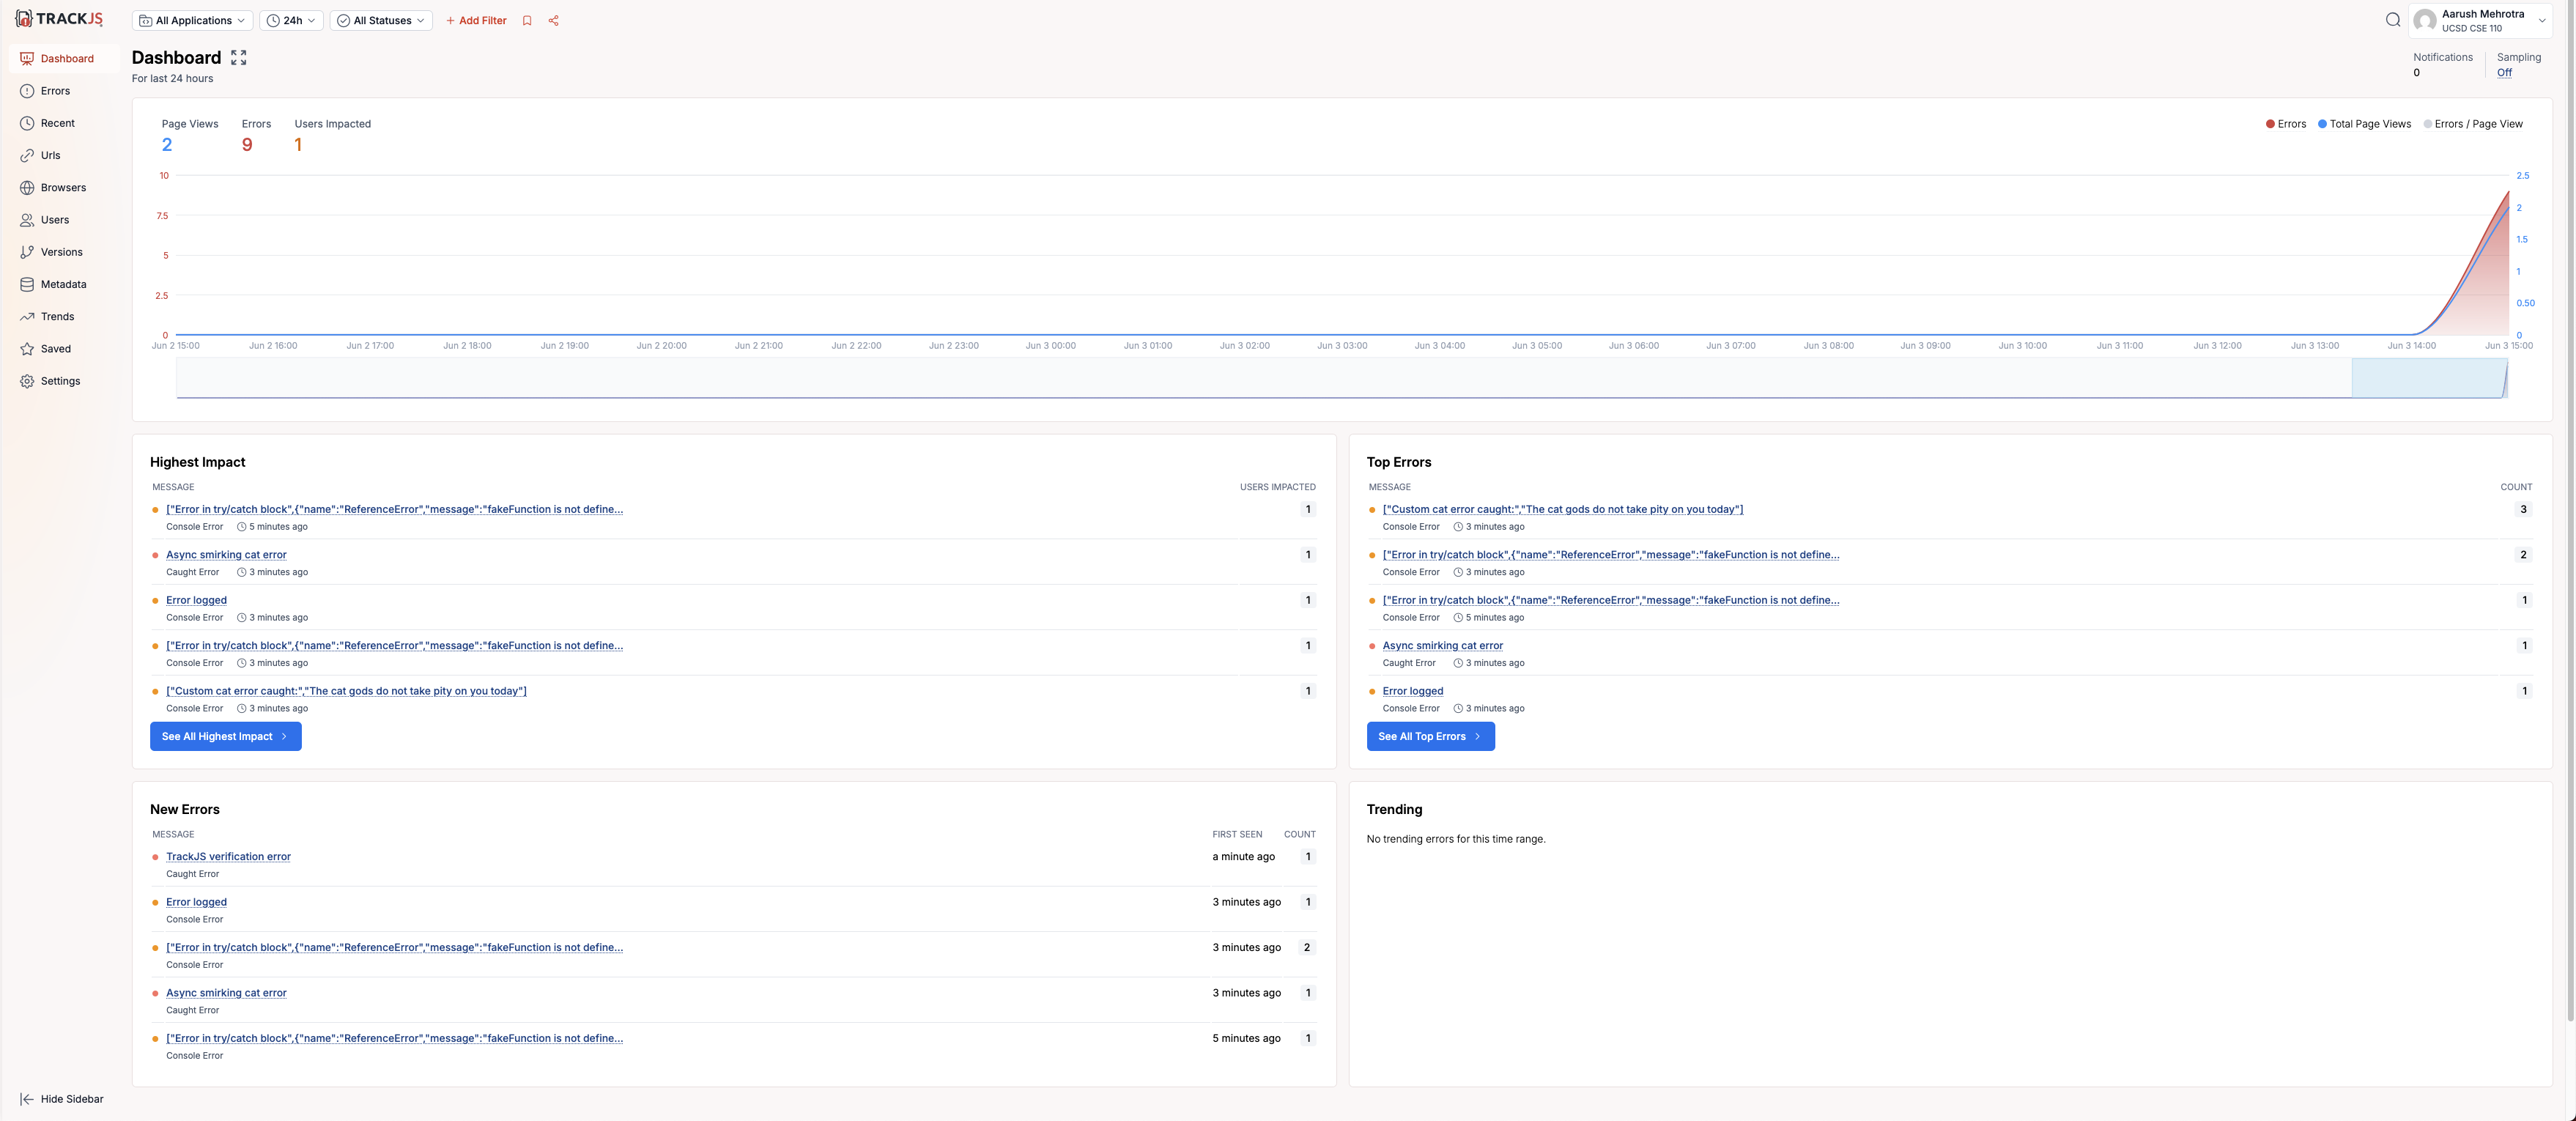 TRACKJS
All Applications 24h All Statuses + Add Filter
Aarush Mehrotra
UCSD CSE 110
Dashboard
Errors
Recent
Urls
Browsers
Users
Versions
Metadata
Trends
Saved
Settings
Hide Sidebar
Dashboard
For last 24 hours
Notifications Sampling
0 Off
Page Views Errors Users Impacted
2 9 1
Errors Total Page Views Errors / Page View
10
7.5
5
2.5
0
2.5
2
1.5
1
0.50
0
Jun 2 15:00 Jun 2 16:00 Jun 2 17:00 Jun 2 18:00 Jun 2 19:00 Jun 2 20:00 Jun 2 21:00 Jun 2 22:00 Jun 2 23:00 Jun 3 00:00 Jun 3 01:00 Jun 3 02:00 Jun 3 03:00 Jun 3 04:00 Jun 3 05:00 Jun 3 06:00 Jun 3 07:00 Jun 3 08:00 Jun 3 09:00 Jun 3 10:00 Jun 3 11:00 Jun 3 12:00 Jun 3 13:00 Jun 3 14:00 Jun 3 15:00
Highest Impact
MESSAGE USERS IMPACTED
["Error in try/catch block",{"name":"ReferenceError","message":"fakeFunction is not define... 1
Console Error 5 minutes ago
Async smirking cat error 1
Caught Error 3 minutes ago
Error logged 1
Console Error 3 minutes ago
["Error in try/catch block",{"name":"ReferenceError","message":"fakeFunction is not define... 1
Console Error 3 minutes ago
["Custom cat error caught:","The cat gods do not take pity on you today"] 1
Console Error 3 minutes ago
See All Highest Impact
Top Errors
MESSAGE COUNT
["Custom cat error caught:","The cat gods do not take pity on you today"] 3
Console Error 3 minutes ago
["Error in try/catch block",{"name":"ReferenceError","message":"fakeFunction is not define... 2
Console Error 3 minutes ago
["Error in try/catch block",{"name":"ReferenceError","message":"fakeFunction is not define... 1
Console Error 5 minutes ago
Async smirking cat error 1
Caught Error 3 minutes ago
Error logged 1
Console Error 3 minutes ago
See All Top Errors
New Errors
MESSAGE FIRST SEEN COUNT
TrackJS verification error a minute ago 1
Caught Error
Error logged 3 minutes ago 1
Console Error
["Error in try/catch block",{"name":"ReferenceError","message":"fakeFunction is not define... 3 minutes ago 2
Console Error
Async smirking cat error 3 minutes ago 1
Caught Error
["Error in try/catch block",{"name":"ReferenceError","message":"fakeFunction is not define... 5 minutes ago 1
Console Error
Trending
No trending errors for this time range.